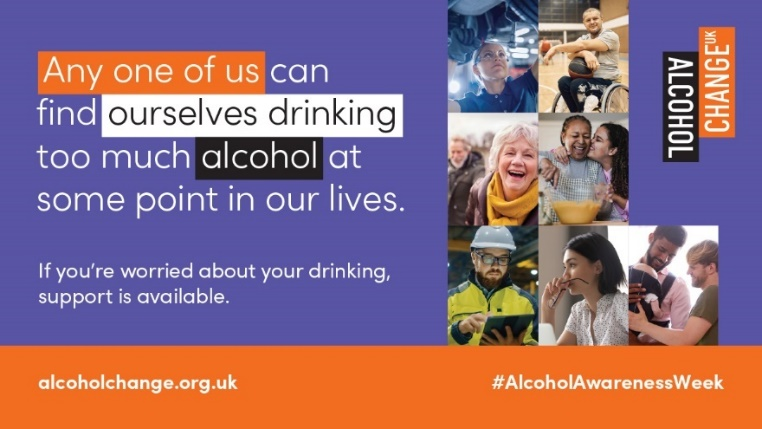 Any one of us can
find ourselves drinking
too much alcohol at
some point in our lives.
If you're worried about your drinking,
support is available.
ALCOHOL
CHANGE UK
alcoholchange.org.uk
#AlcoholAwarenessWeek